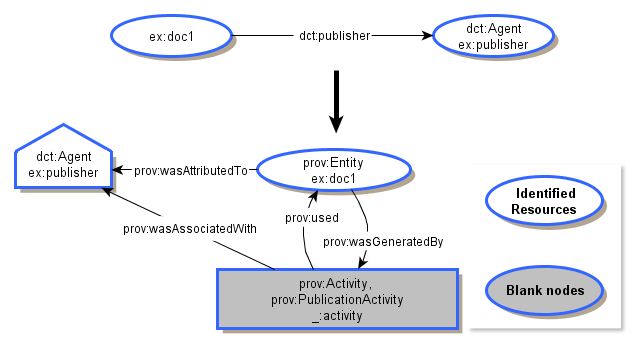 ex:doc1
dct:publisher
dct:Agent
ex:publisher
dct:Agent
ex:publisher
prov:wasAttributedTo
prov:Entity
ex:doc1
prov:wasAssociatedWith
prov:used
prov:wasGeneratedBy
prov:Activity,
prov:PublicationActivity
_:activity
Identified
Resources
Blank nodes